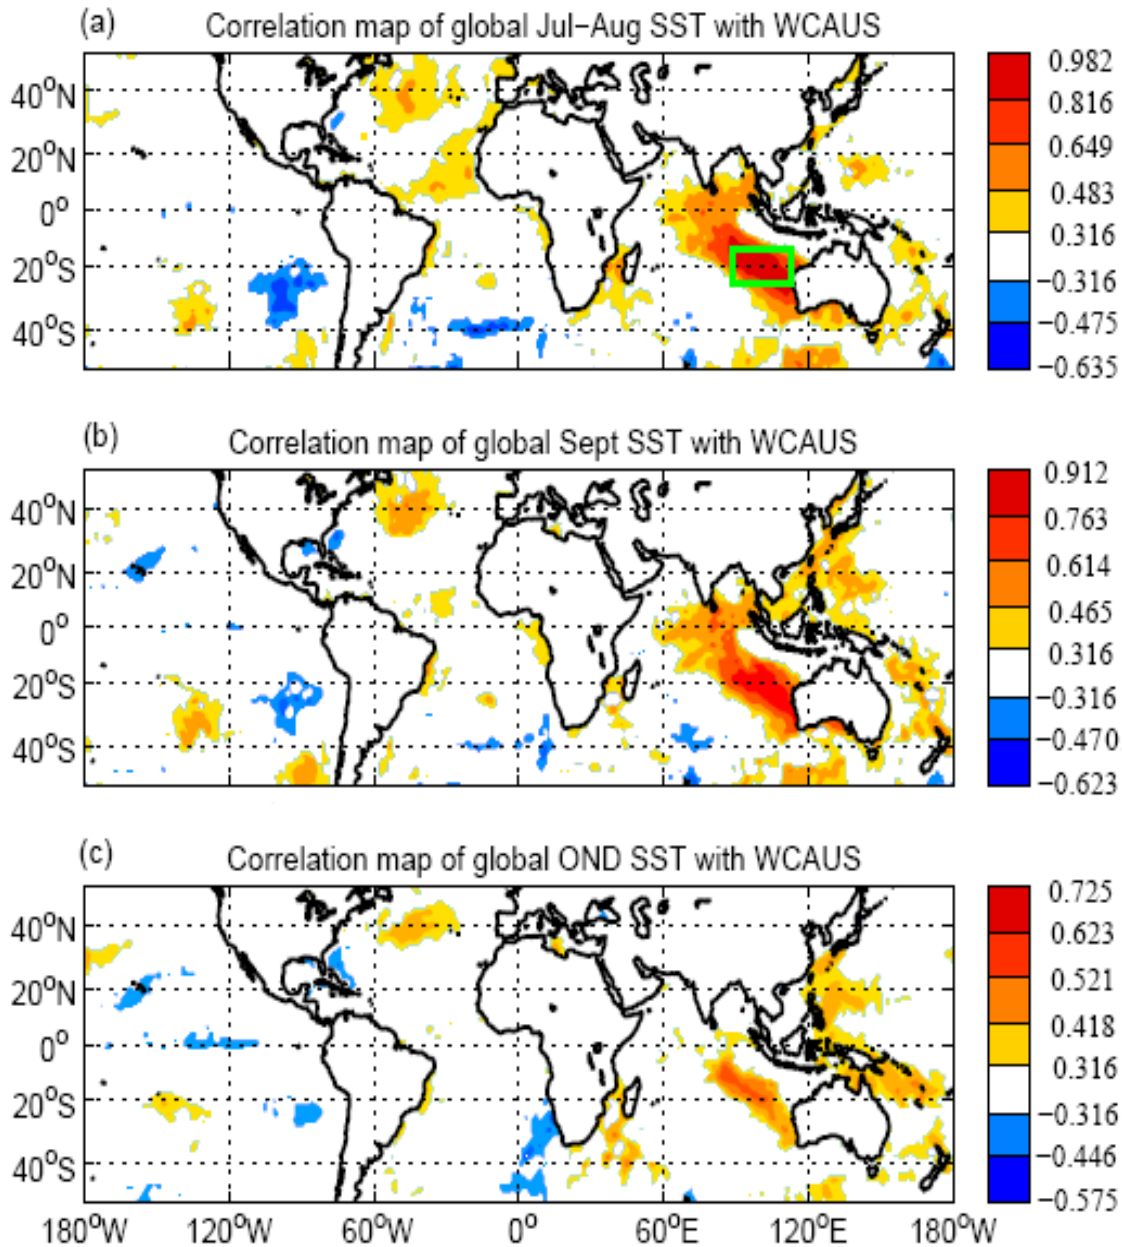 (a) Correlation map of global Jul-Aug SST with WCAUS
40°N
20°N
0°
20°S
40°S
0.982
0.816
0.649
0.483
0.316
−0.316
−0.475
−0.635
(b) Correlation map of global Sept SST with WCAUS
40°N
20°N
0°
20°S
40°S
0.912
0.763
0.614
0.465
0.316
−0.316
−0.470
−0.623
(c) Correlation map of global OND SST with WCAUS
40°N
20°N
0°
20°S
40°S
0.725
0.623
0.521
0.418
0.316
−0.316
−0.446
−0.575
180°W 120°W 60°W 0° 60°E 120°E 180°W